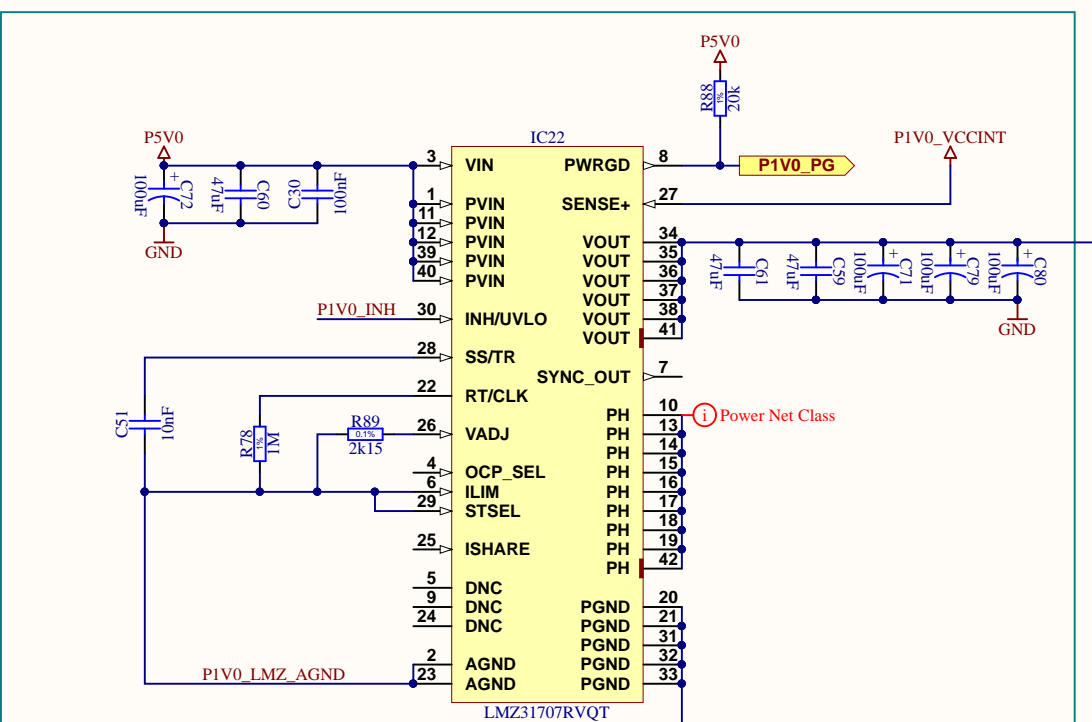 P5V0
R88
1%
20k
IC22
P5V0
P1V0_VCCINT
3 VIN
PWRGD 8
P1V0_PG
+
C72
100uF
C60
47uF
C30
100nF
1 PVIN
SENSE+ 27
11 PVIN
12 PVIN
VOUT 34
39 PVIN
VOUT 35
40 PVIN
VOUT 36
VOUT 37
GND
P1V0_INH
30 INH/UVLO
VOUT 38
VOUT 41
C61
47uF
C59
47uF
+
C71
100uF
+
C79
100uF
+
C80
100uF
GND
28 SS/TR
SYNC_OUT 7
22 RT/CLK
PH 10
i Power Net Class
C51
10nF
R78
1%
1M
R89
0.1%
2k15
26 VADJ
PH 13
PH 14
4 OCP_SEL
PH 15
6 ILIM
PH 16
29 STSEL
PH 17
PH 18
25 ISHARE
PH 19
PH 42
5 DNC
9 DNC
PGND 20
24 DNC
PGND 21
PGND 31
2 AGND
PGND 32
P1V0_LMZ_AGND
23 AGND
PGND 33
LMZ31707RVQT